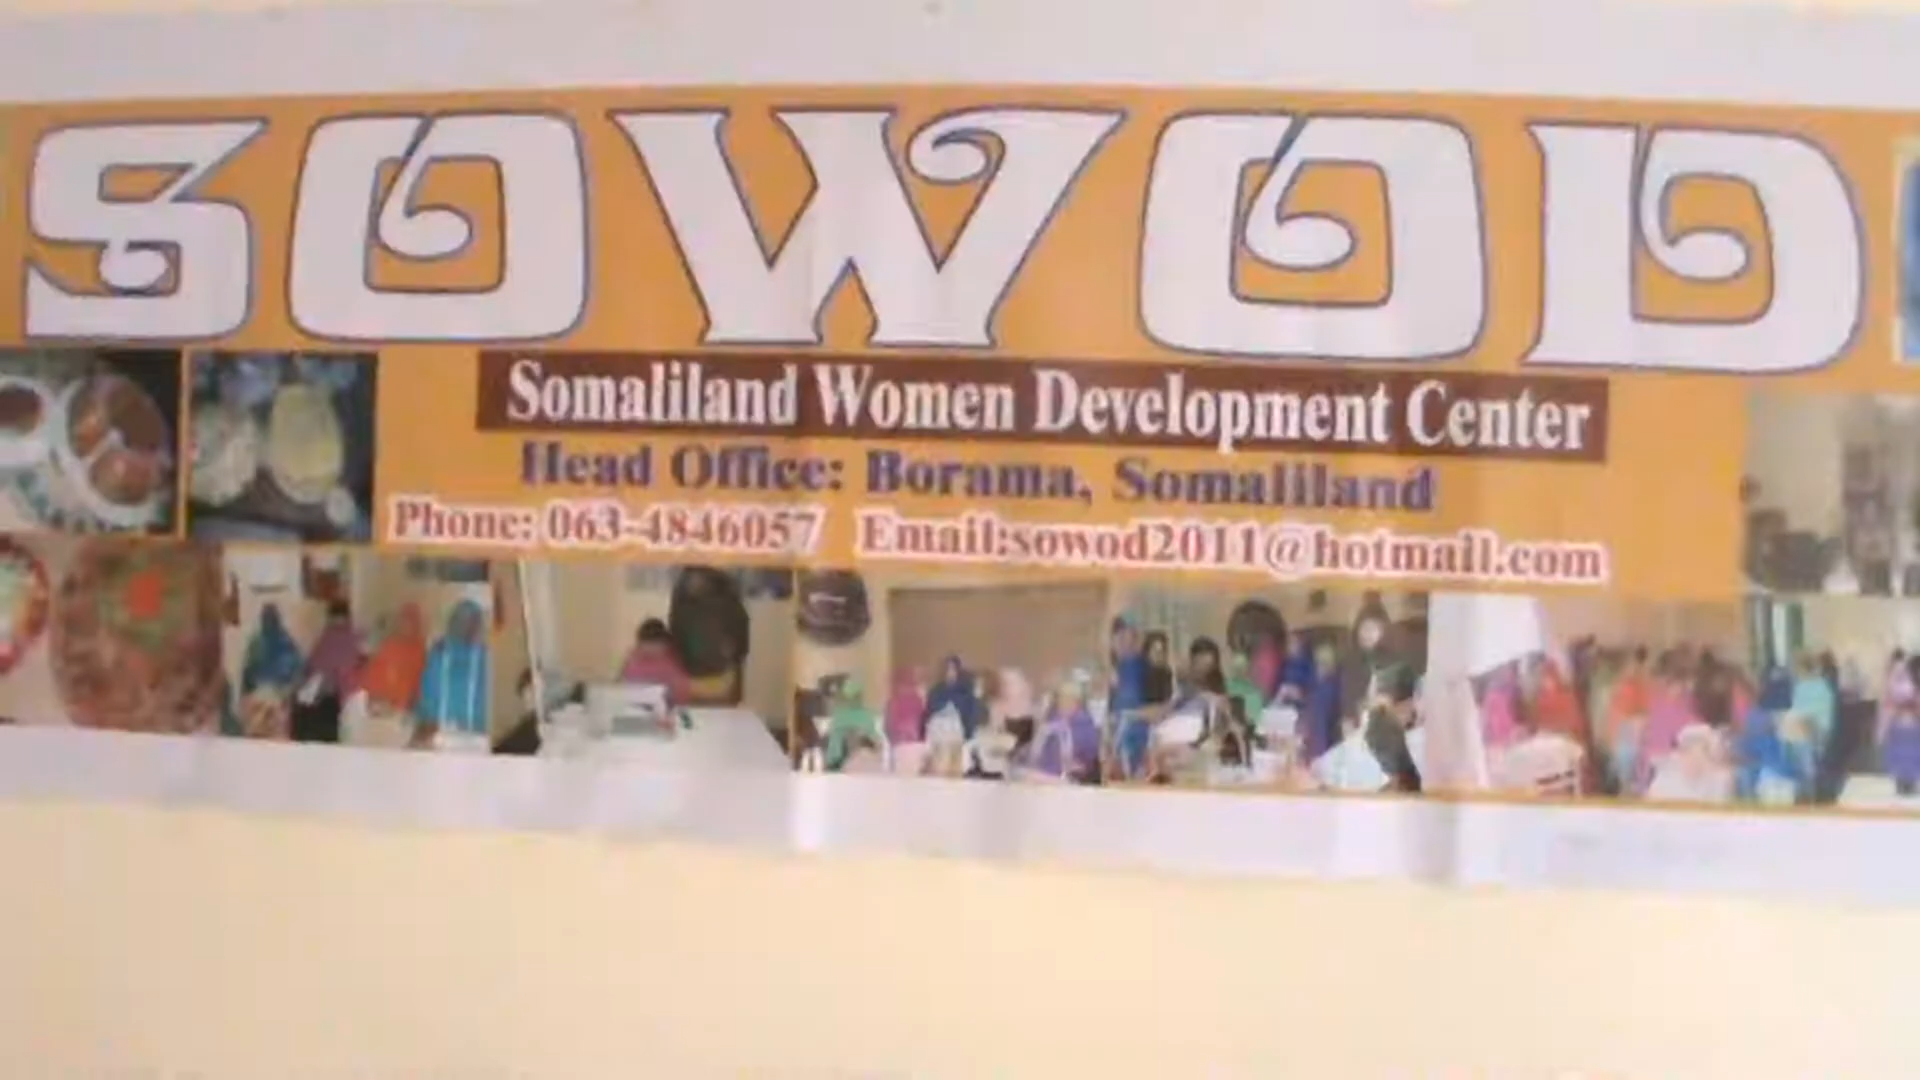 SOWOD
Somaliland Women Development Center
Head Office: Borama, Somaliland
Phone: 063-4846057 Email:sowod2011@hotmail.com